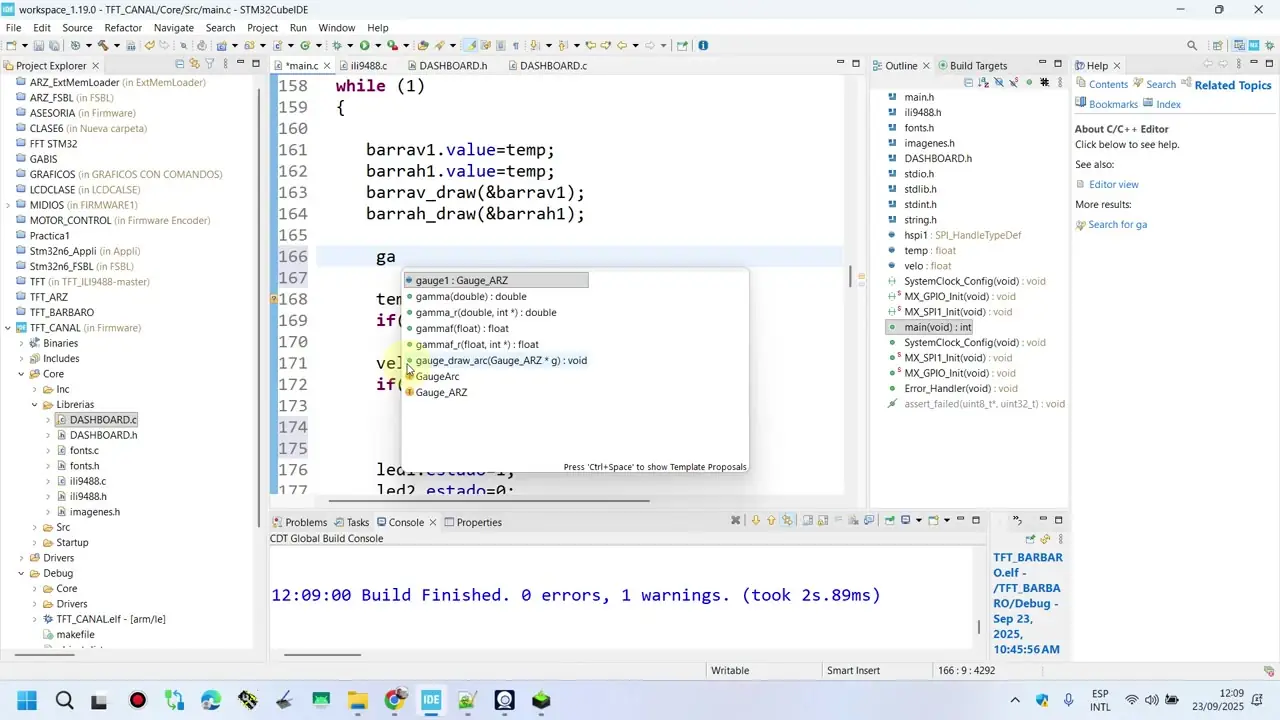 IDE workspace_1.19.0 - TFT_CANAL/Core/Src/main.c - STM32CubeIDE
File Edit Source Refactor Navigate Search Project Run Window Help
Project Explorer
ARZ_ExtMemLoader (in ExtMemLoader)
ARZ_FSBL (in FSBL)
ASESORIA (in Firmware)
CLASE6 (in Nueva carpeta)
FFT STM32
GABIS
GRAFICOS (in GRAFICOS CON COMANDOS)
LCDCLASE (in LCDCALSE)
MIDIOS (in FIRMWARE1)
MOTOR_CONTROL (in Firmware Encoder)
Practica1
Stm32n6_Appli (in Appli)
Stm32n6_FSBL (in FSBL)
TFT (in TFT_ILI9488-master)
TFT_ARZ
TFT_BARBARO
TFT_CANAL (in Firmware)
Binaries
Includes
Core
Inc
Librerias
DASHBOARD.c
DASHBOARD.h
fonts.c
fonts.h
ili9488.c
ili9488.h
imagenes.h
Src
Startup
Drivers
Debug
Core
Drivers
TFT_CANAL.elf - [arm/le]
makefile
*main.c ili9488.c DASHBOARD.h DASHBOARD.c
158 while (1)
159 {
160
161 barrav1.value=temp;
162 barrah1.value=temp;
163 barrav_draw(&barrav1);
164 barrah_draw(&barrah1);
165
166 ga
167
168 tem
169 if(
170
171 vel
172 if(
173
174
175
176 led1.estado=1;
177 led2.estado=0;
gauge1 : Gauge_ARZ
gamma(double) : double
gamma_r(double, int *) : double
gammaf(float) : float
gammaf_r(float, int *) : float
gauge_draw_arc(Gauge_ARZ * g) : void
GaugeArc
Gauge_ARZ
Press 'Ctrl+Space' to show Template Proposals
Problems Tasks Console Properties
CDT Global Build Console
12:09:00 Build Finished. 0 errors, 1 warnings. (took 2s.89ms)
Outline Build Targets
main.h
ili9488.h
fonts.h
imagenes.h
DASHBOARD.h
stdio.h
stdlib.h
stdint.h
string.h
hspi1 : SPI_HandleTypeDef
temp : float
velo : float
SystemClock_Config(void) : void
MX_GPIO_Init(void) : void
MX_SPI1_Init(void) : void
main(void) : int
SystemClock_Config(void) : void
MX_SPI1_Init(void) : void
MX_GPIO_Init(void) : void
Error_Handler(void) : void
assert_failed(uint8_t*, uint32_t) : void
Help
Contents Search Related Topics
Bookmarks Index
About C/C++ Editor
Click below to see help.
See also:
Editor view
More results:
Search for ga
TFT_BARBAR
O.elf -
/TFT_BARBA
RO/Debug -
Sep 23,
2025,
10:45:56 AM
Writable Smart Insert 166 : 9 : 4292
IDE
ESP
INTL
12:09
23/09/2025